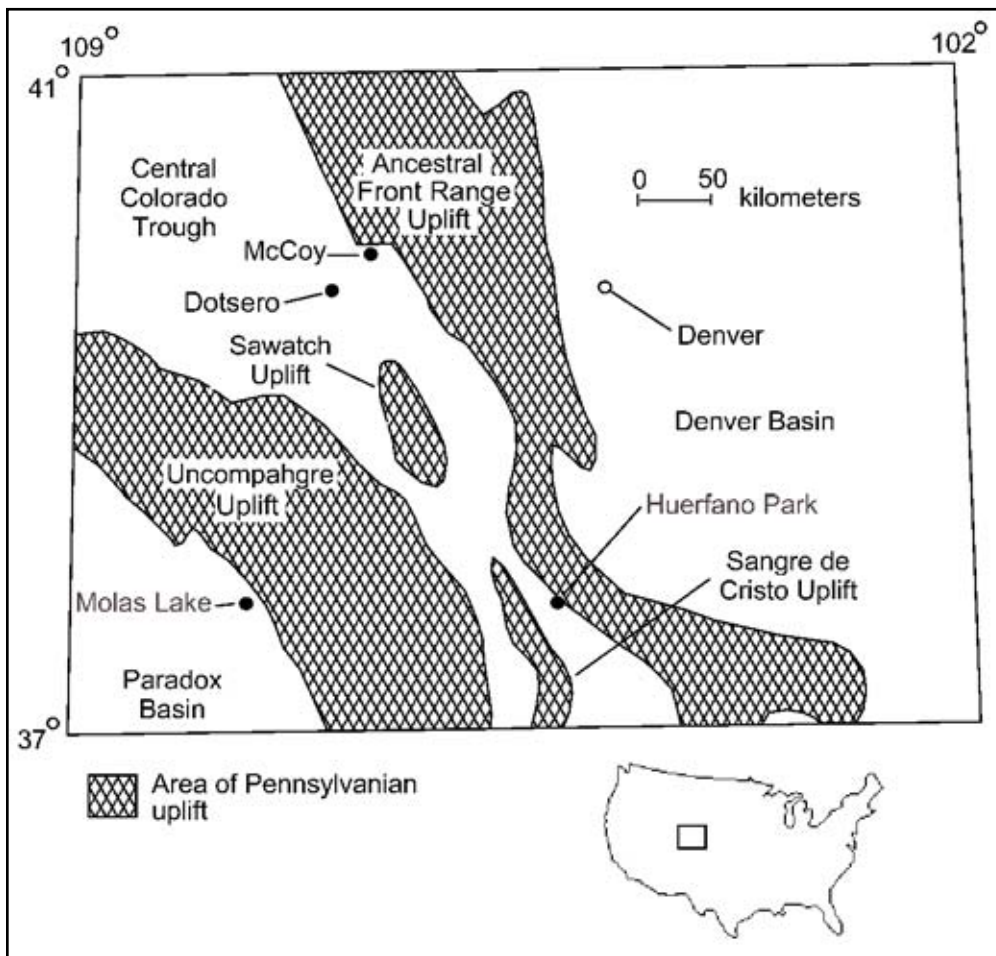 109°
102°
41°
Central
Colorado
Trough
Ancestral
Front Range
Uplift
0 50
kilometers
McCoy
Dotsero
Denver
Sawatch
Uplift
Denver Basin
Uncompahgre
Uplift
Huerfano Park
Sangre de
Cristo Uplift
Molas Lake
Paradox
Basin
37°
Area of Pennsylvanian
uplift